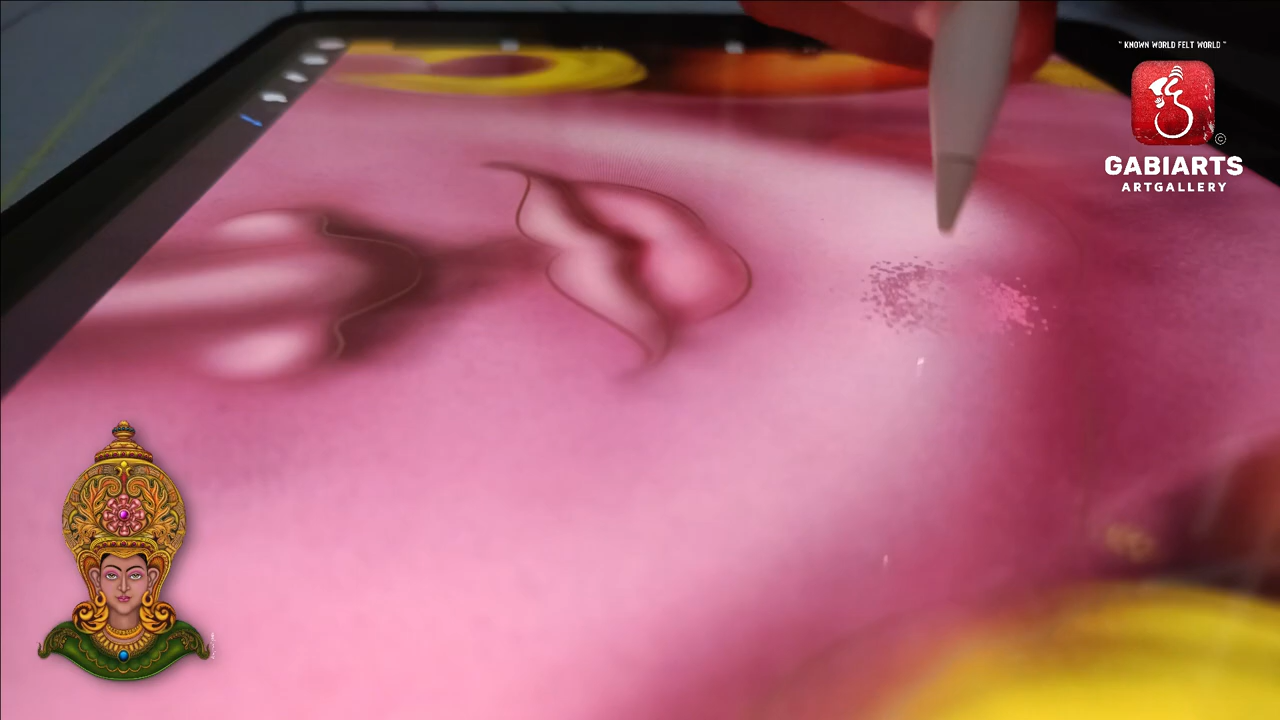 " KNOWN WORLD FELT WORLD "
©
GABIARTS
ARTGALLERY